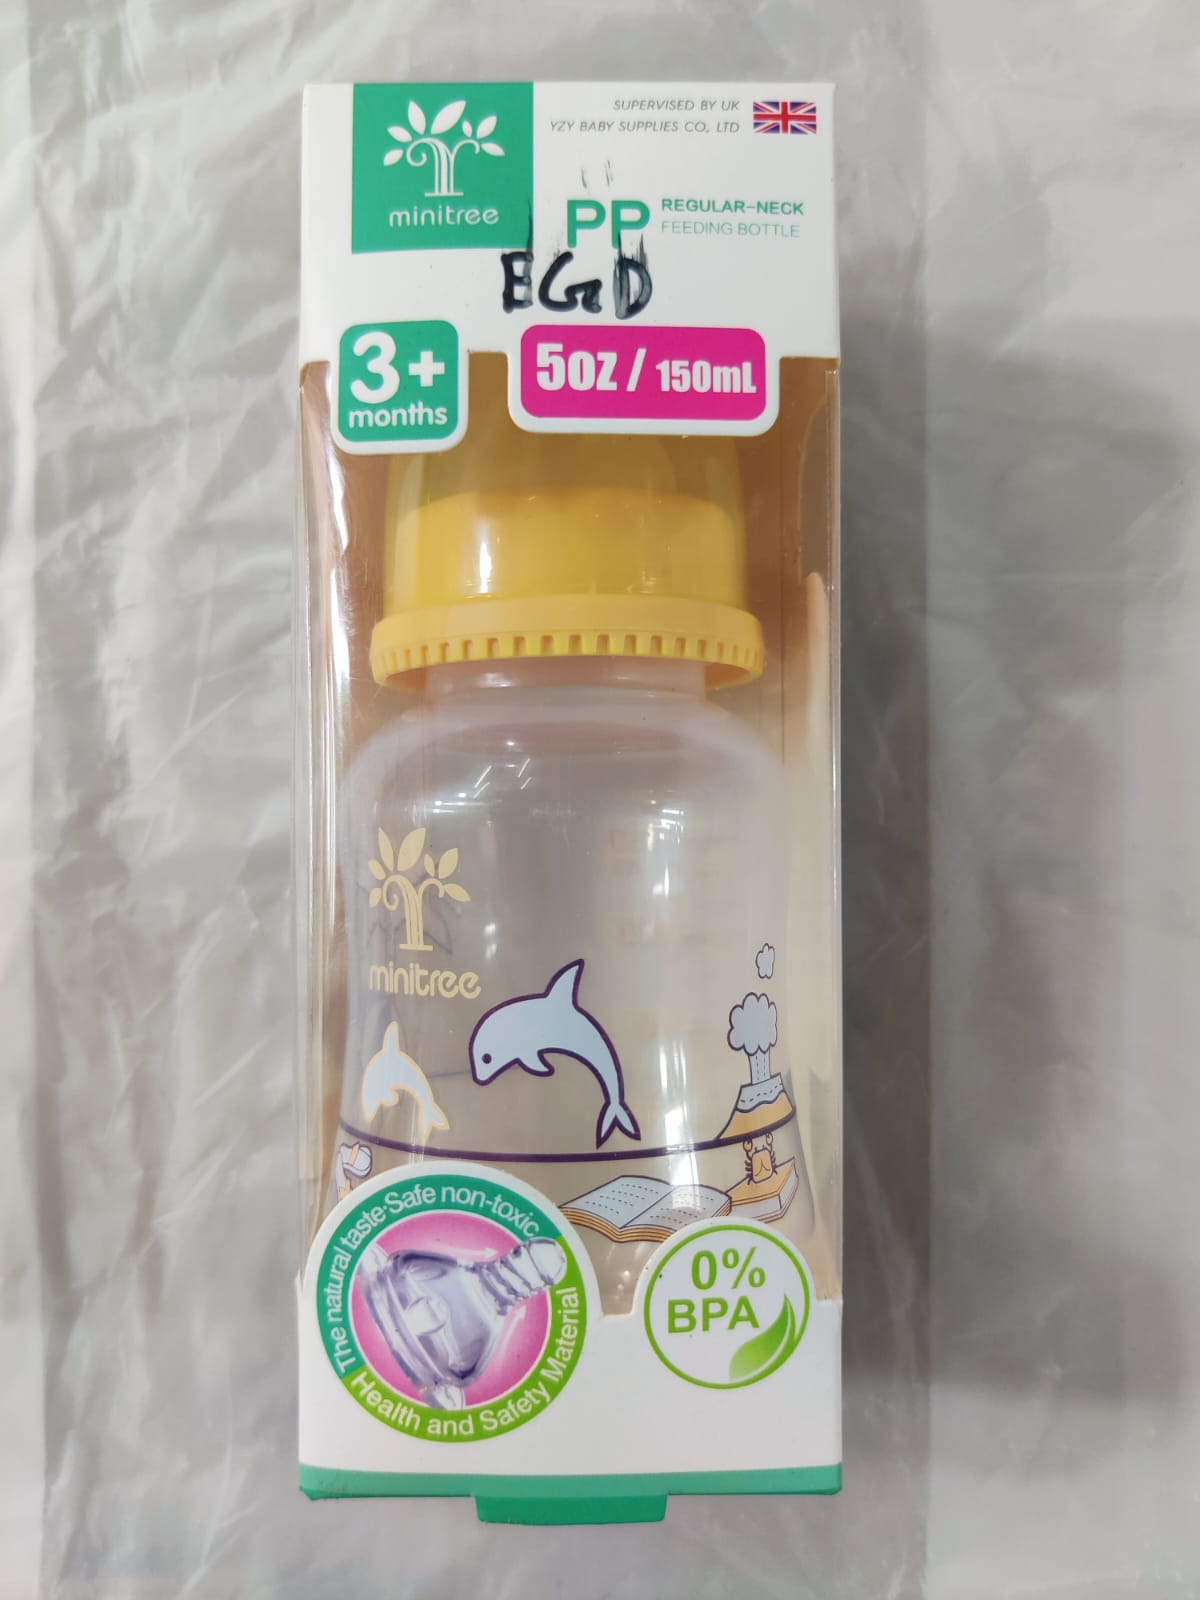 minitree
SUPERVISED BY UK
YZY BABY SUPPLIES CO., LTD
PP
REGULAR-NECK
FEEDING BOTTLE
EGD
3+
months
5oz / 150mL
minitree
The natural taste·Safe non-toxic
Health and Safety Material
0%
BPA